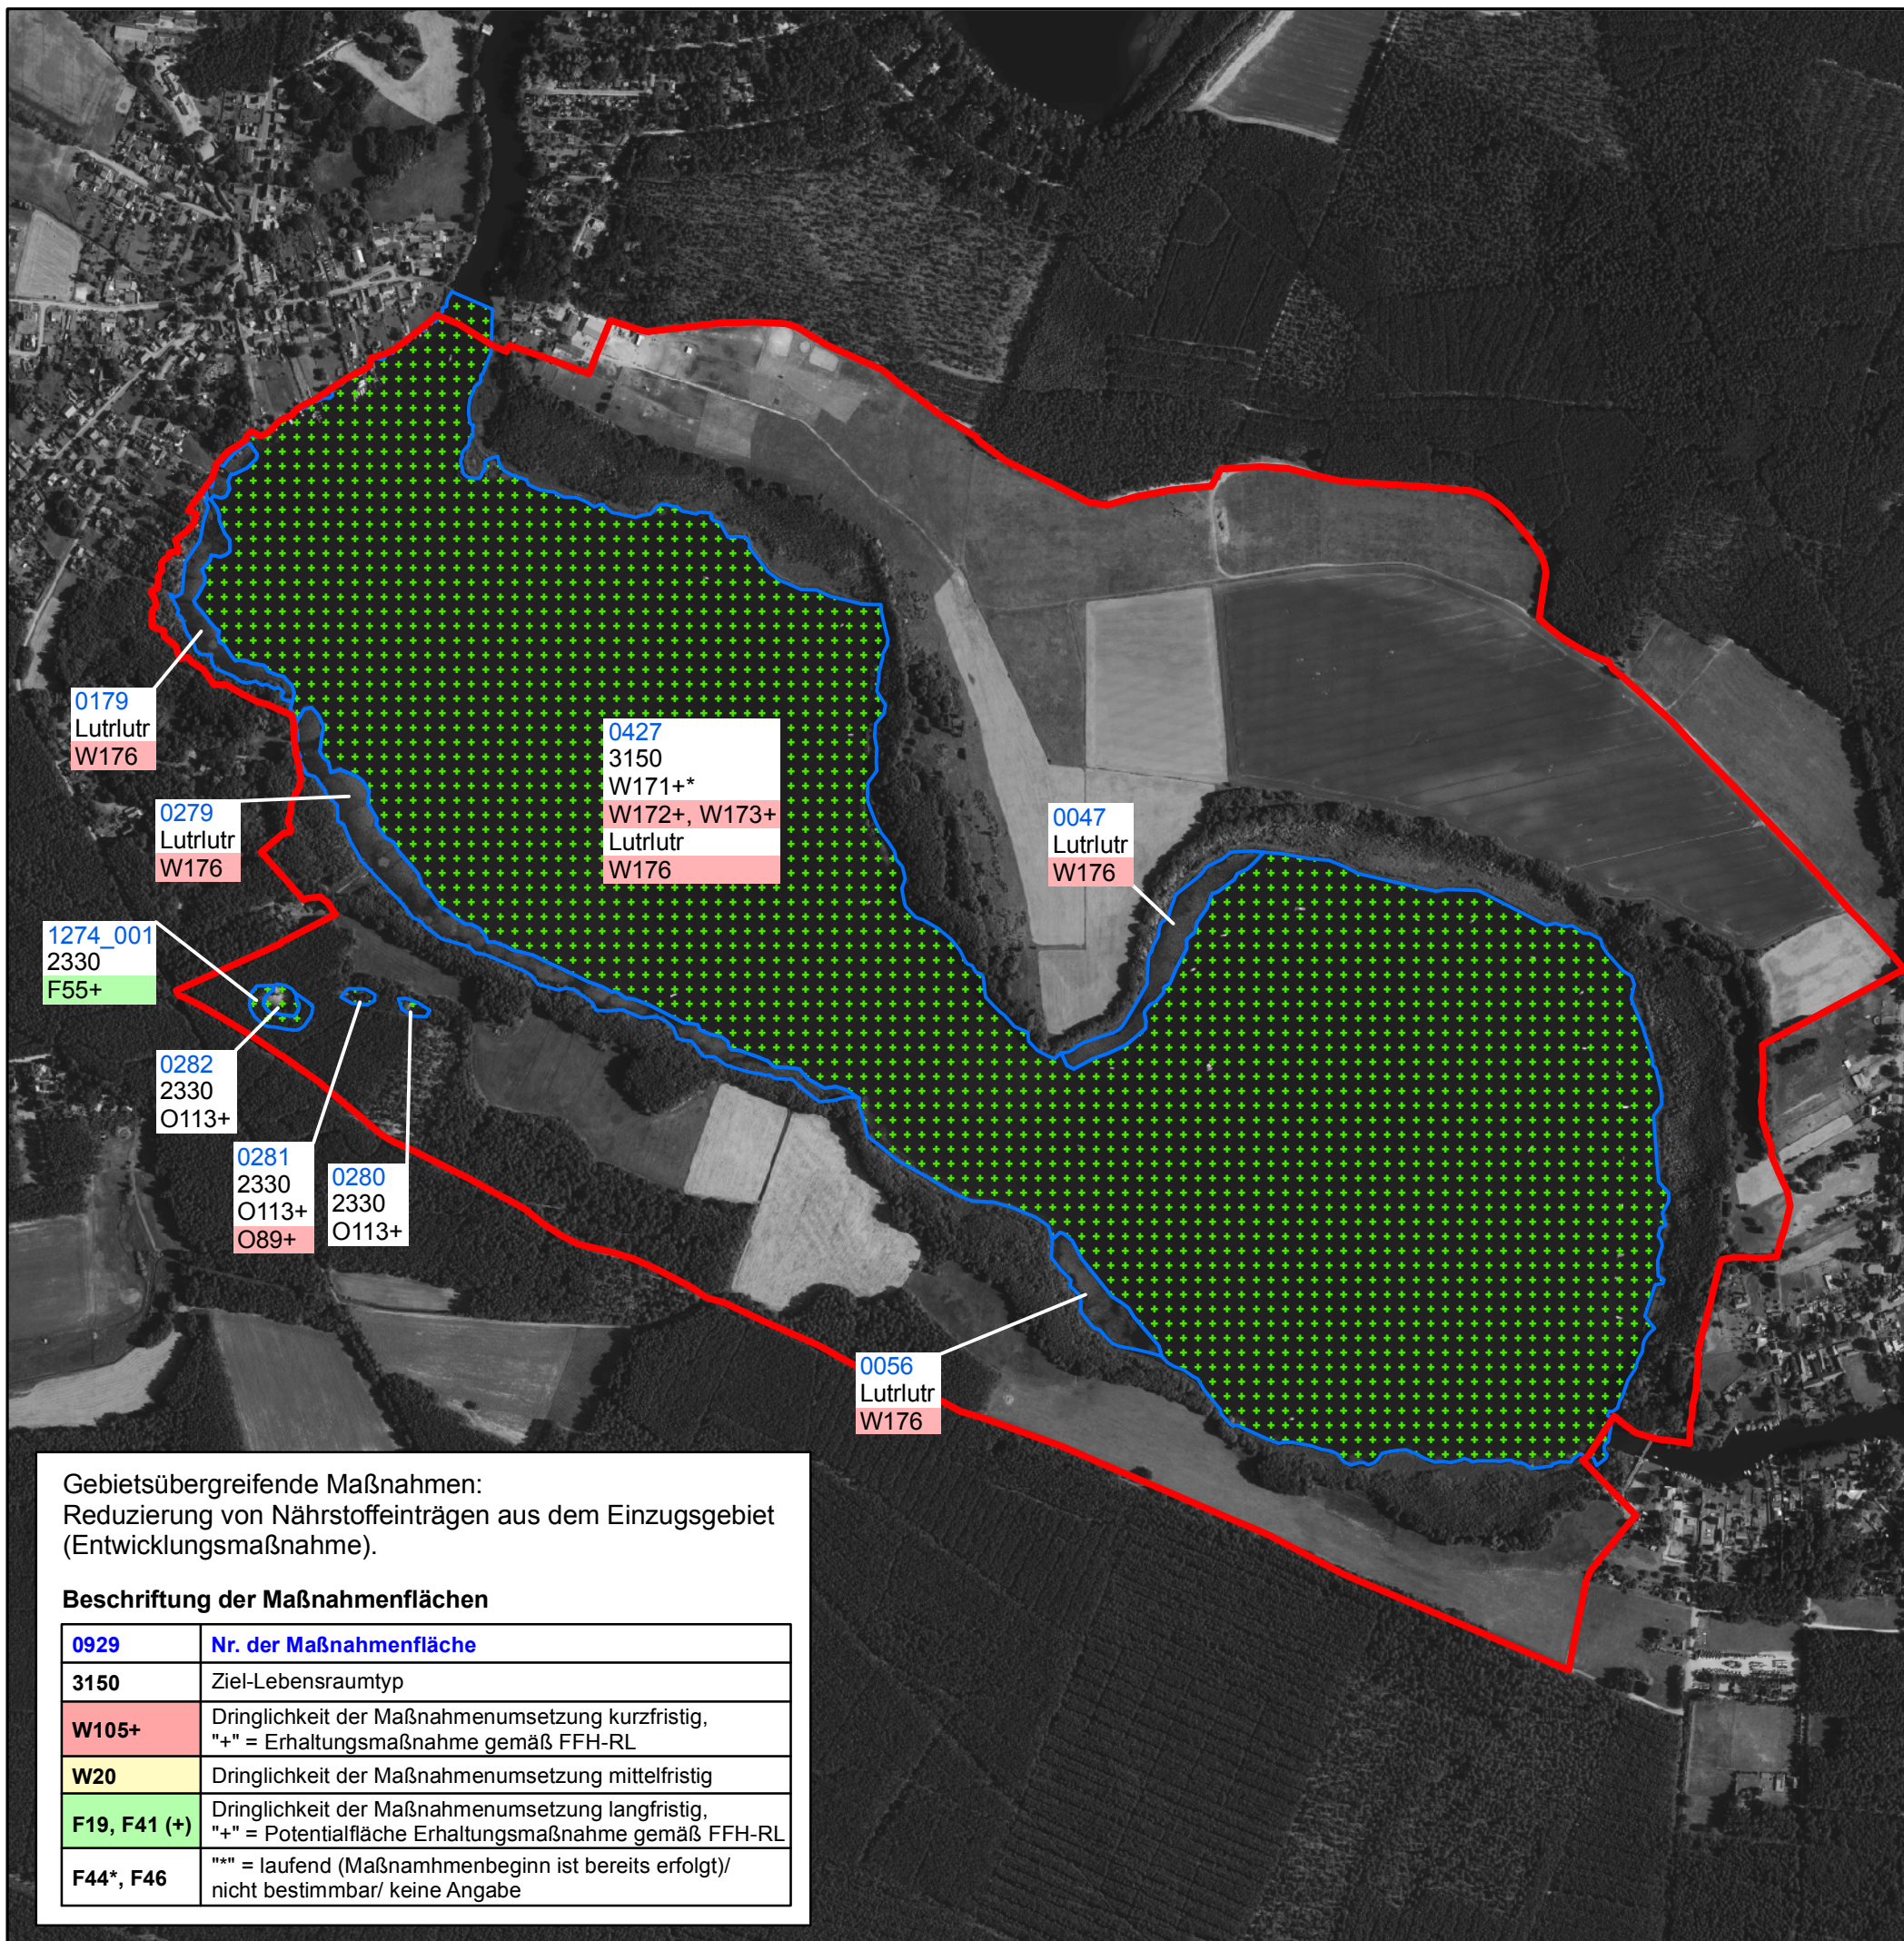 0179
Lutrlutr
W176
0427
3150
W171+*
W172+, W173+
Lutrlutr
W176
0279
Lutrlutr
W176
0047
Lutrlutr
W176
1274_001
2330
F55+
0282
2330
O113+
0281
2330
O113+
O89+
0280
2330
O113+
0056
Lutrlutr
W176
Gebietsübergreifende Maßnahmen:
Reduzierung von Nährstoffeinträgen aus dem Einzugsgebiet
(Entwicklungsmaßnahme).
Beschriftung der Maßnahmenflächen
0929 Nr. der Maßnahmenfläche
3150 Ziel-Lebensraumtyp
W105+ Dringlichkeit der Maßnahmenumsetzung kurzfristig,
"+" = Erhaltungsmaßnahme gemäß FFH-RL
W20 Dringlichkeit der Maßnahmenumsetzung mittelfristig
F19, F41 (+) Dringlichkeit der Maßnahmenumsetzung langfristig,
"+" = Potentialfläche Erhaltungsmaßnahme gemäß FFH-RL
F44*, F46 "*" = laufend (Maßnamhmenbeginn ist bereits erfolgt)/
nicht bestimmbar/ keine Angabe